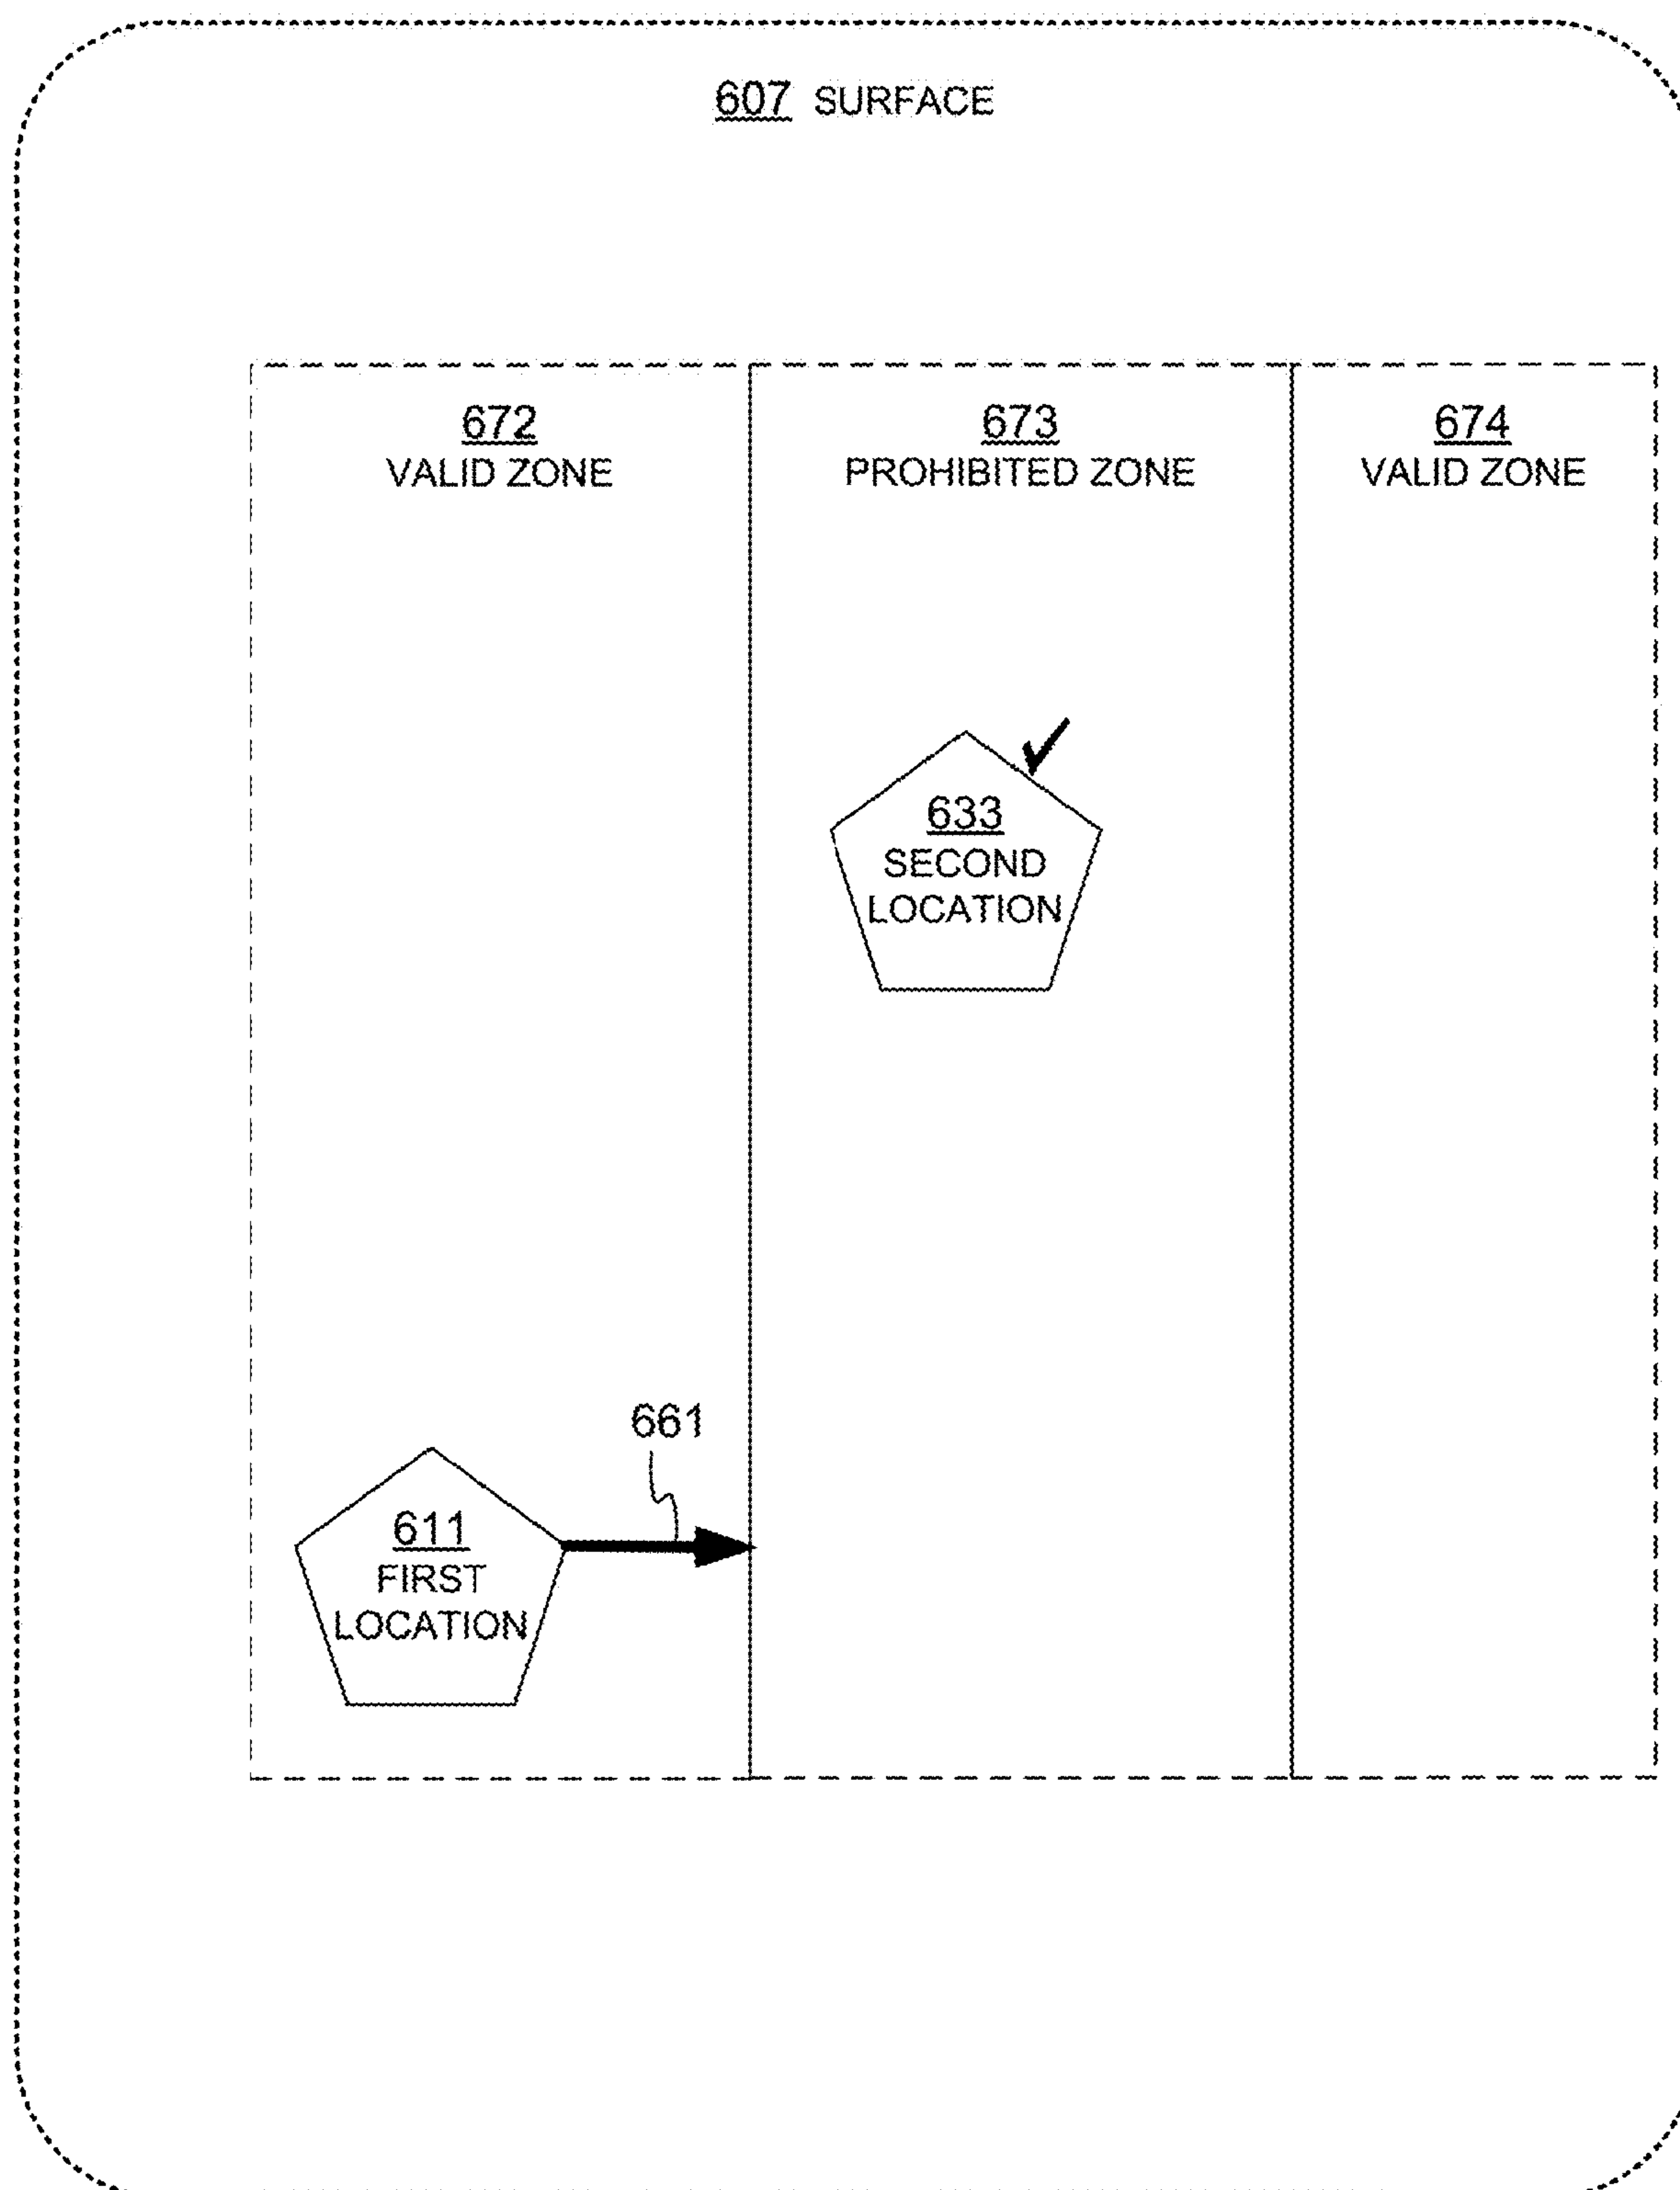 607 SURFACE
672
VALID ZONE
673
PROHIBITED ZONE
674
VALID ZONE
633
SECOND
LOCATION
661
611
FIRST
LOCATION